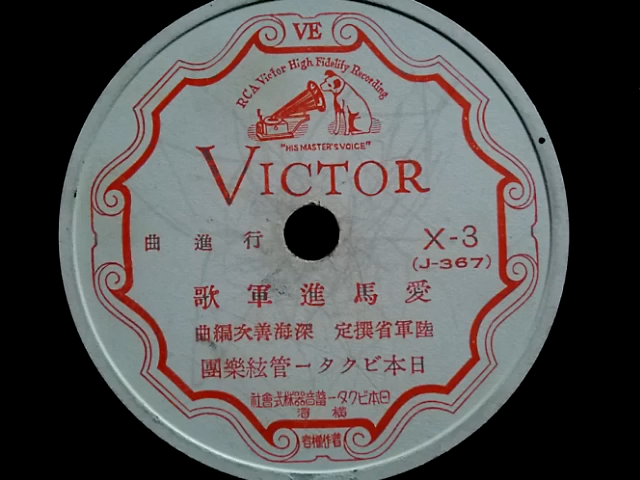 VE
RCA Victor High Fidelity Recording
"HIS MASTER'S VOICE"
VICTOR
曲進行
X-3
(J-367)
歌軍進馬愛
曲編次善海深 定撰省軍陸
團樂絃管ータクビ本日
社會式株器音蓄ータクビ本日
濱横
著作権者